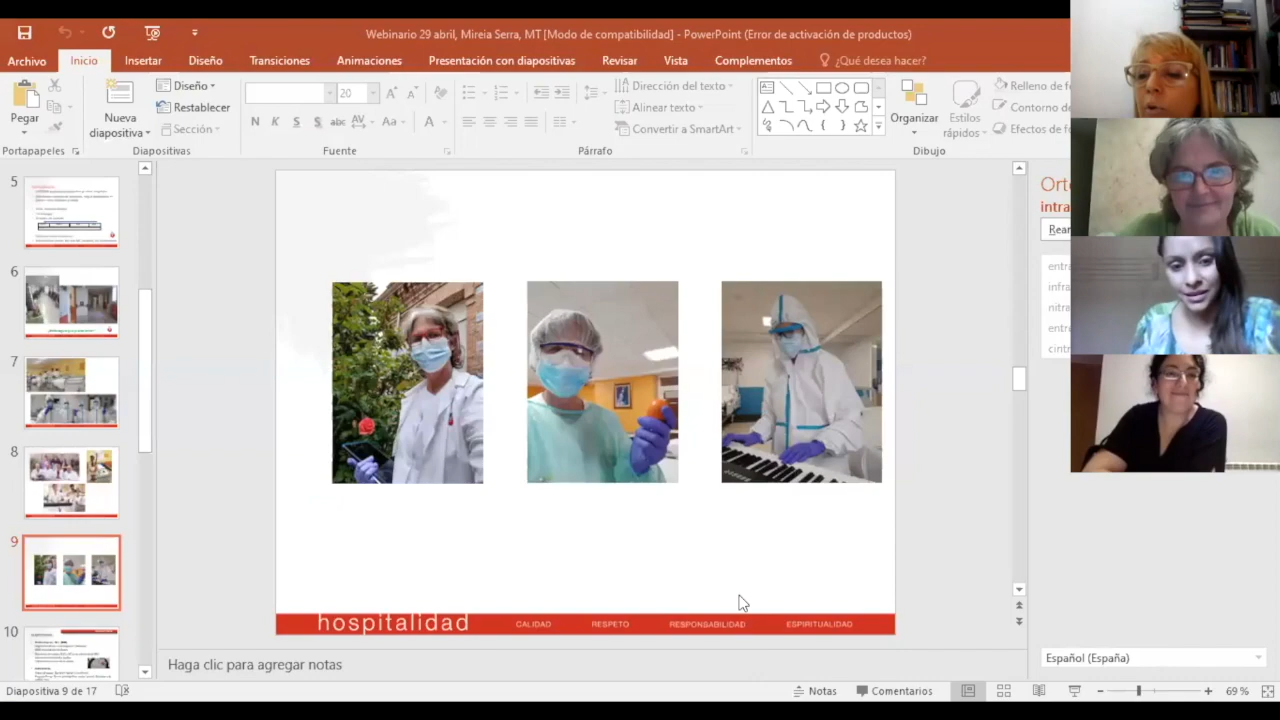 Webinario 29 abril, Mireia Serra, MT [Modo de compatibilidad] - PowerPoint (Error de activación de productos)
Archivo Inicio Insertar Diseño Transiciones Animaciones Presentación con diapositivas Revisar Vista Complementos ¿Qué desea hacer?
Pegar
Nueva
diapositiva
Diseño
Restablecer
Sección
20
N K S S abc AV Aa A
Dirección del texto
Alinear texto
Convertir a SmartArt
Organizar
Estilos
rápidos
Relleno de
Contorno de
Efectos de
Portapapeles Diapositivas Fuente Párrafo Dibujo
5
6
7
8
9
10
hospitalidad CALIDAD RESPETO RESPONSABILIDAD ESPIRITUALIDAD
Ort
intra
Rea
entra
infra
nitra
entre
cintr
Haga clic para agregar notas
Español (España)
Diapositiva 9 de 17 Notas Comentarios 69 %